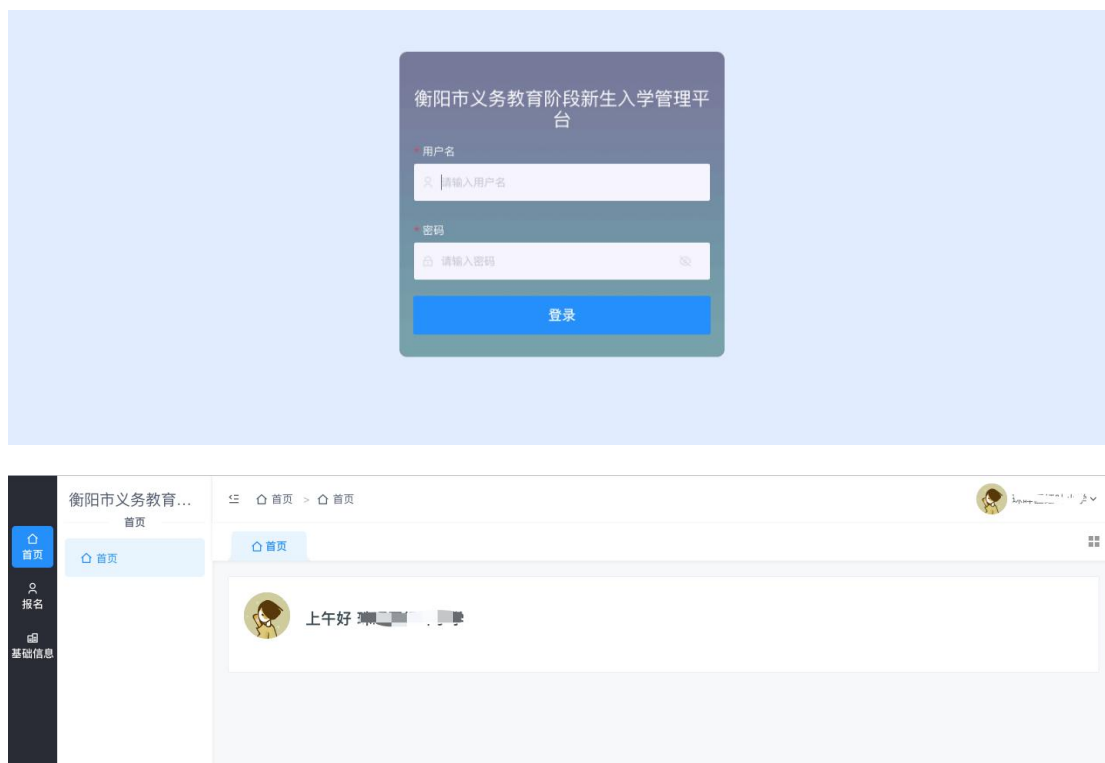 衡阳市义务教育阶段新生入学管理平
台
* 用户名
请输入用户名
* 密码
请输入密码
登录
衡阳市义务教育...
首页 > 首页
首页
首页
首页
首页
报名
基础信息
上午好